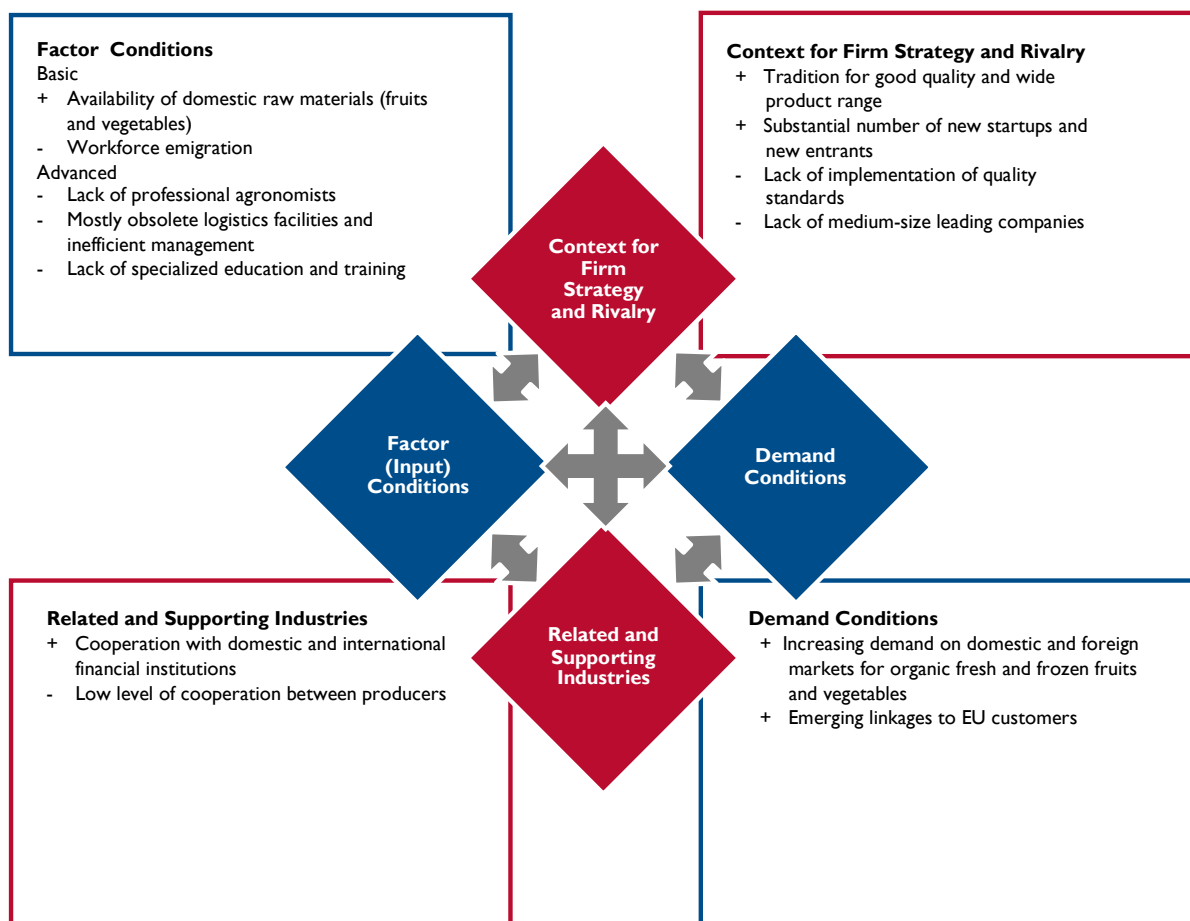 Factor Conditions
Basic
+ Availability of domestic raw materials (fruits
and vegetables)
- Workforce emigration
Advanced
- Lack of professional agronomists
- Mostly obsolete logistics facilities and
inefficient management
- Lack of specialized education and training
Context for Firm Strategy and Rivalry
+ Tradition for good quality and wide
product range
+ Substantial number of new startups and
new entrants
- Lack of implementation of quality
standards
- Lack of medium-size leading companies
Context for
Firm
Strategy
and Rivalry
Factor
(Input)
Conditions
Demand
Conditions
Related and
Supporting
Industries
Related and Supporting Industries
+ Cooperation with domestic and international
financial institutions
- Low level of cooperation between producers
Demand Conditions
+ Increasing demand on domestic and foreign
markets for organic fresh and frozen fruits
and vegetables
+ Emerging linkages to EU customers